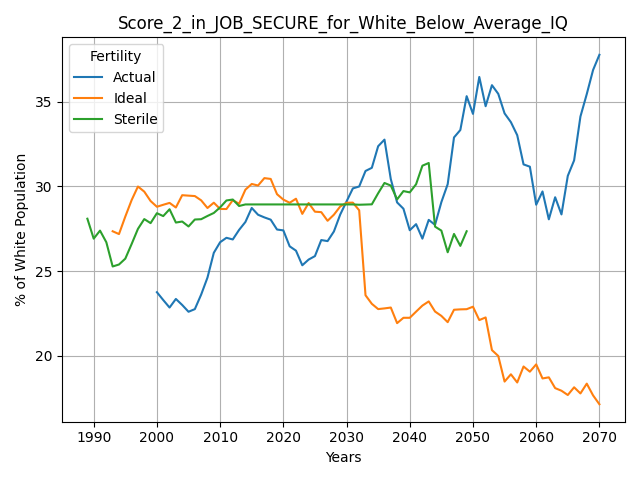 Score_2_in_JOB_SECURE_for_White_Below_Average_IQ
Fertility
Actual
Ideal
Sterile
% of White Population
35
30
25
20
1990 2000 2010 2020 2030 2040 2050 2060 2070
Years